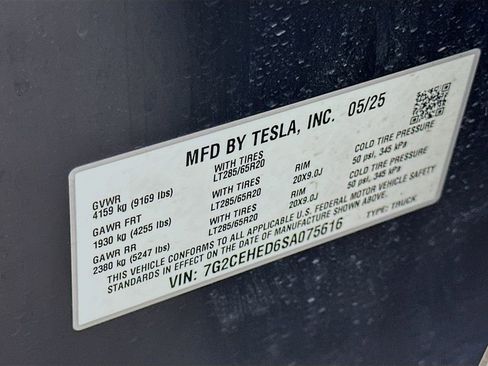 MFD BY TESLA, INC. 05/25
GVWR WITH TIRES RIM COLD TIRE PRESSURE
4159 kg (9169 lbs) LT285/65R20 20X9.0J 50 psi, 345 kPa
GAWR FRT WITH TIRES RIM COLD TIRE PRESSURE
1930 kg (4255 lbs) LT285/65R20 20X9.0J 50 psi, 345 kPa
GAWR RR WITH TIRES
2380 kg (5247 lbs) LT285/65R20
THIS VEHICLE CONFORMS TO ALL APPLICABLE U.S. FEDERAL MOTOR VEHICLE SAFETY
STANDARDS IN EFFECT ON THE DATE OF MANUFACTURE SHOWN ABOVE.
VIN: 7G2CEHED6SA075616 TYPE: TRUCK